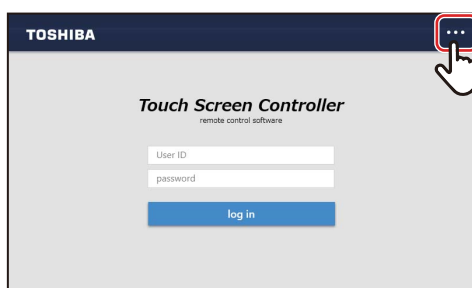 TOSHIBA
...
Touch Screen Controller
remote control software
User ID
password
log in